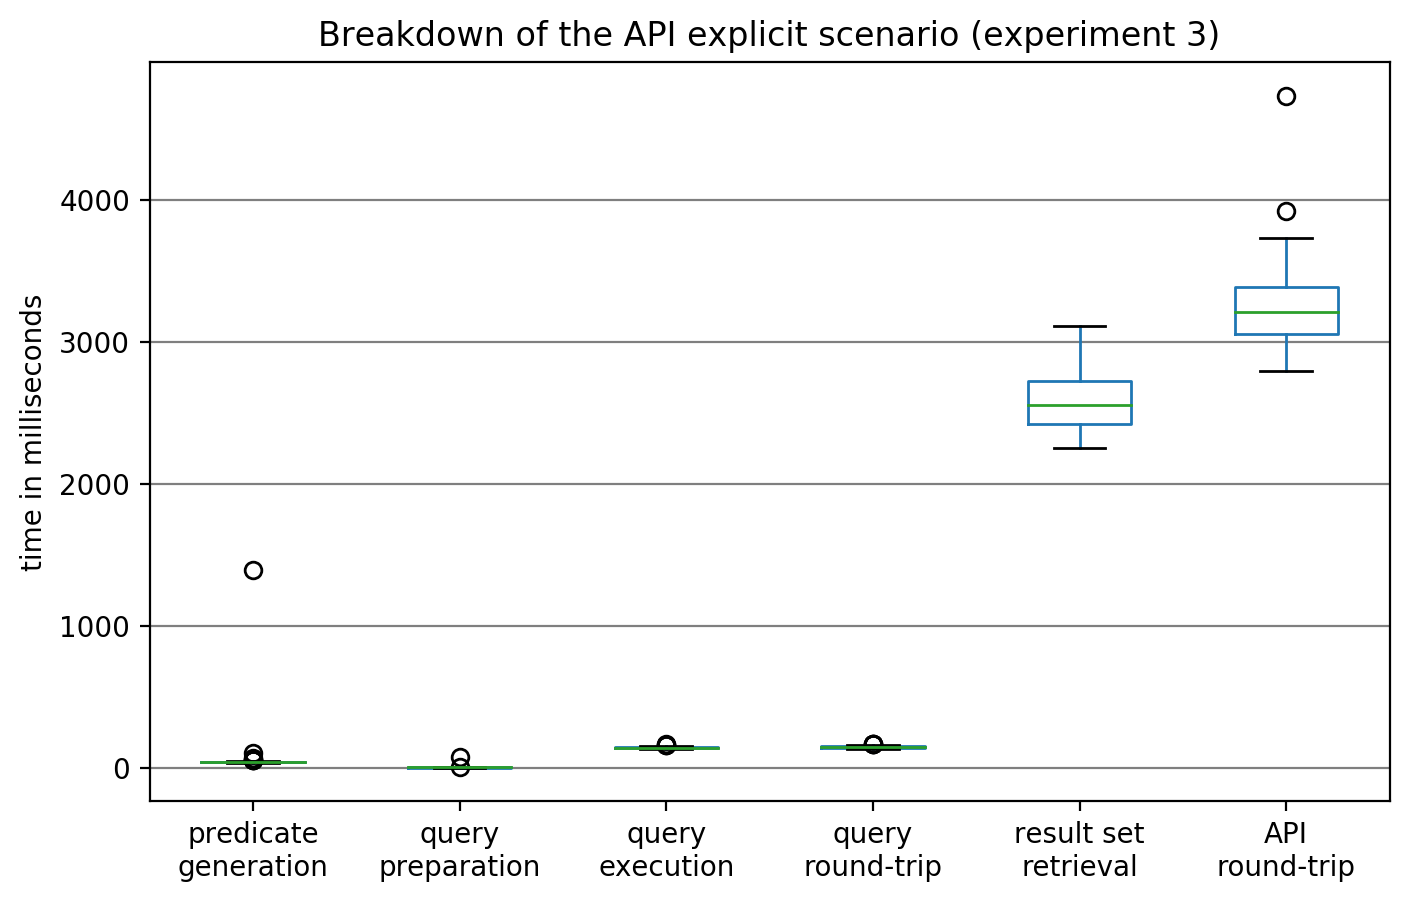 Breakdown of the API explicit scenario (experiment 3)
time in milliseconds
4000
3000
2000
1000
0
predicate
generation
query
preparation
query
execution
query
round-trip
result set
retrieval
API
round-trip